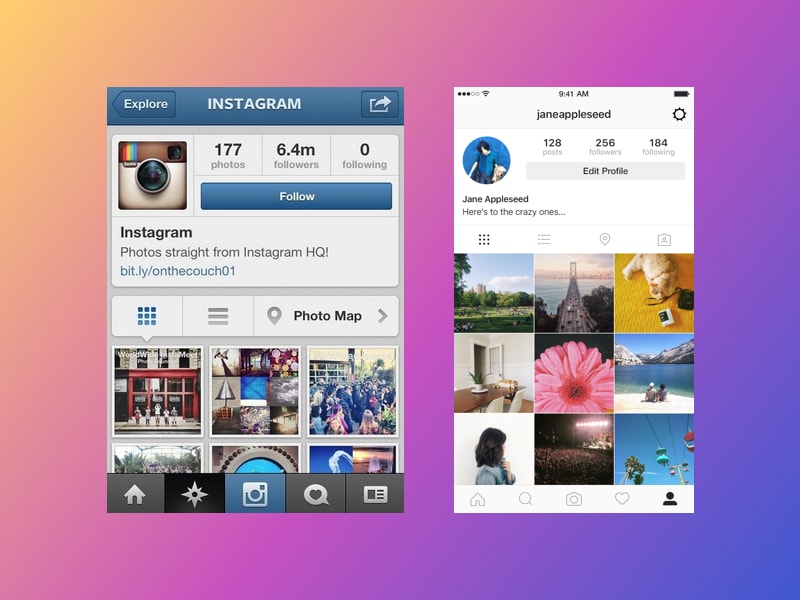 Explore
INSTAGRAM
177
6.4m
0
photos
followers
following
Follow
Instagram
Photos straight from Instagram HQ!
bit.ly/onthecouch01
Photo Map
WorldWide InstaMeet
9:41 AM
janeappleseed
128
256
184
posts
followers
following
Edit Profile
Jane Appleseed
Here's to the crazy ones...